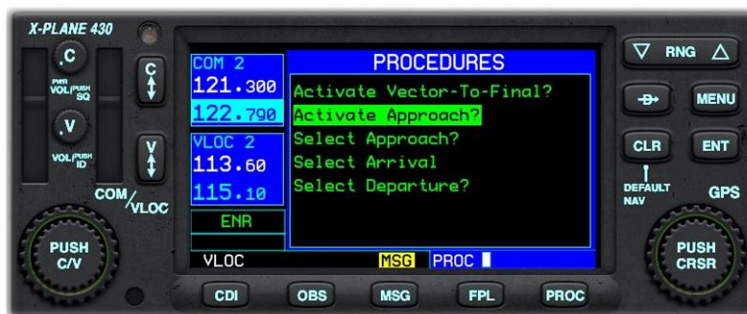 X-PLANE 430
C
PWR
VOL/PUSH
SQ
C
V
VOL/PUSH
ID
V
COM/VLOC
PUSH
C/V
COM 2
121.300
122.790
VLOC 2
113.60
115.10
ENR
VLOC
PROCEDURES
Activate Vector-To-Final?
Activate Approach?
Select Approach?
Select Arrival
Select Departure?
MSG PROC
RNG
D
MENU
CLR
ENT
DEFAULT
NAV
GPS
PUSH
CRSR
CDI
OBS
MSG
FPL
PROC